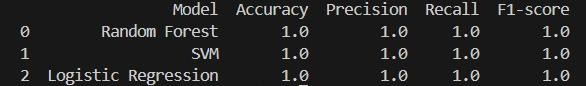 Model Accuracy Precision Recall F1-score
0 Random Forest 1.0 1.0 1.0 1.0
1 SVM 1.0 1.0 1.0 1.0
2 Logistic Regression 1.0 1.0 1.0 1.0